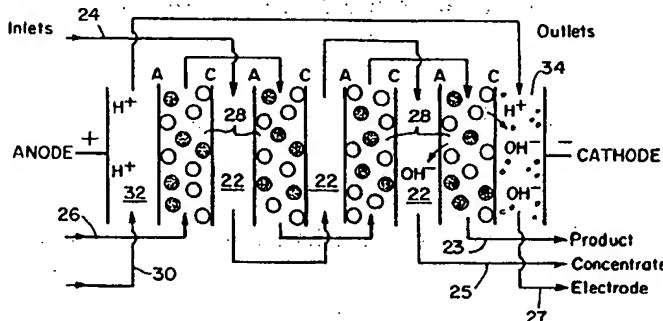 Inlets 24 Outlets
34
A C A C A C
H+ 28 28 H+
ANODE + OH- OH- − CATHODE
H+ 22 22 22 OH-
32
26 23 Product
30 25 Concentrate
27 Electrode